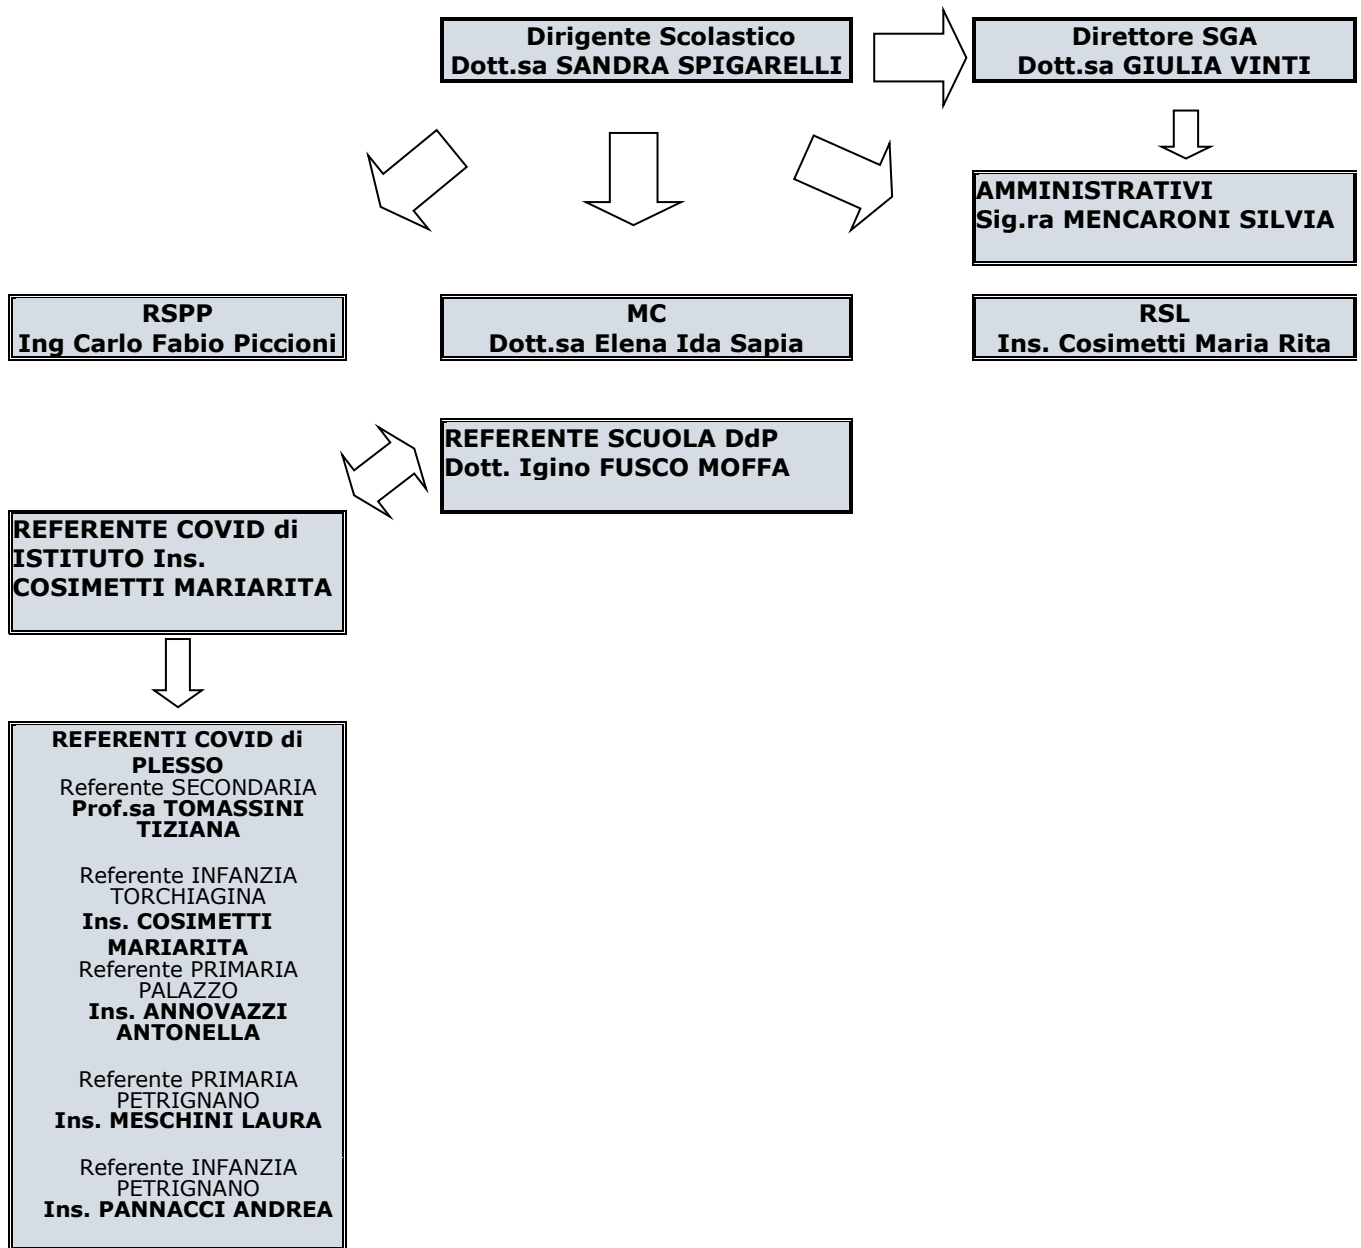 Dirigente Scolastico
Dott.sa SANDRA SPIGARELLI
Direttore SGA
Dott.sa GIULIA VINTI
AMMINISTRATIVI
Sig.ra MENCARONI SILVIA
RSPP
Ing Carlo Fabio Piccioni
MC
Dott.sa Elena Ida Sapia
RSL
Ins. Cosimetti Maria Rita
REFERENTE SCUOLA DdP
Dott. Igino FUSCO MOFFA
REFERENTE COVID di
ISTITUTO Ins.
COSIMETTI MARIARITA
REFERENTI COVID di
PLESSO
Referente SECONDARIA
Prof.sa TOMASSINI
TIZIANA
Referente INFANZIA
TORCHIAGINA
Ins. COSIMETTI
MARIARITA
Referente PRIMARIA
PALAZZO
Ins. ANNOVAZZI
ANTONELLA
Referente PRIMARIA
PETRIGNANO
Ins. MESCHINI LAURA
Referente INFANZIA
PETRIGNANO
Ins. PANNACCI ANDREA